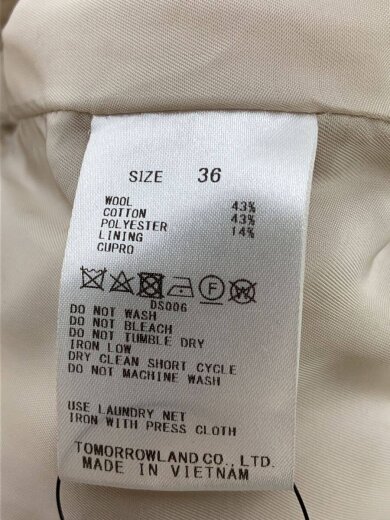 SIZE 36
WOOL 43%
COTTON 43%
POLYESTER 14%
LINING
CUPRO
DS006
DO NOT WASH
DO NOT BLEACH
DO NOT TUMBLE DRY
IRON LOW
DRY CLEAN SHORT CYCLE
DO NOT MACHINE WASH
USE LAUNDRY NET
IRON WITH PRESS CLOTH
TOMORROWLAND CO., LTD.
MADE IN VIETNAM